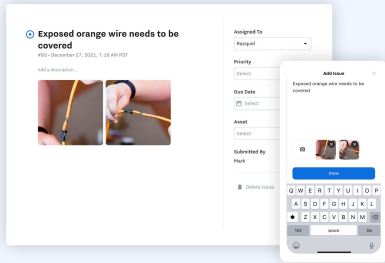 Exposed orange wire needs to be
covered
#93 • December 27, 2021, 7:18 AM PST
Add a description...
Assigned To
Racquel
Priority
Select
Due Date
Select
Asset
Select
Submitted By
Mark
Delete Issue
Add Issue
Exposed orange wire needs to be
covered
Done
Q W E R T Y U I O P
A S D F G H J K L
Z X C V B N M
123 space Go